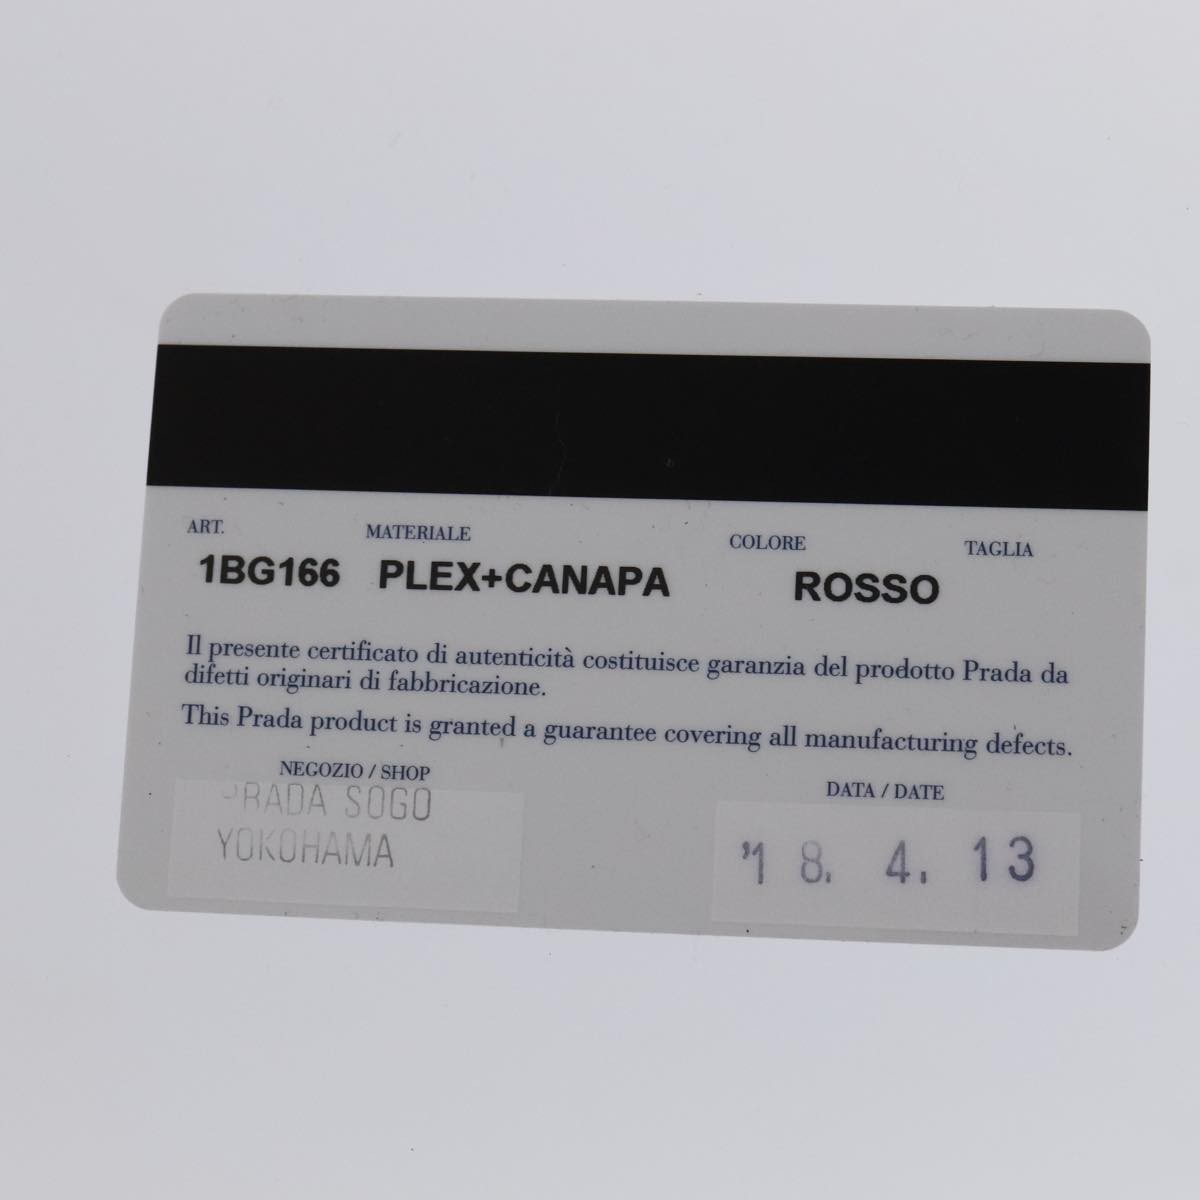 ART. MATERIALE COLORE TAGLIA
1BG166 PLEX+CANAPA ROSSO
Il presente certificato di autenticità costituisce garanzia del prodotto Prada da
difetti originari di fabbricazione.
This Prada product is granted a guarantee covering all manufacturing defects.
NEGOZIO / SHOP DATA / DATE
PRADA SOGO
YOKOHAMA
'18. 4. 13